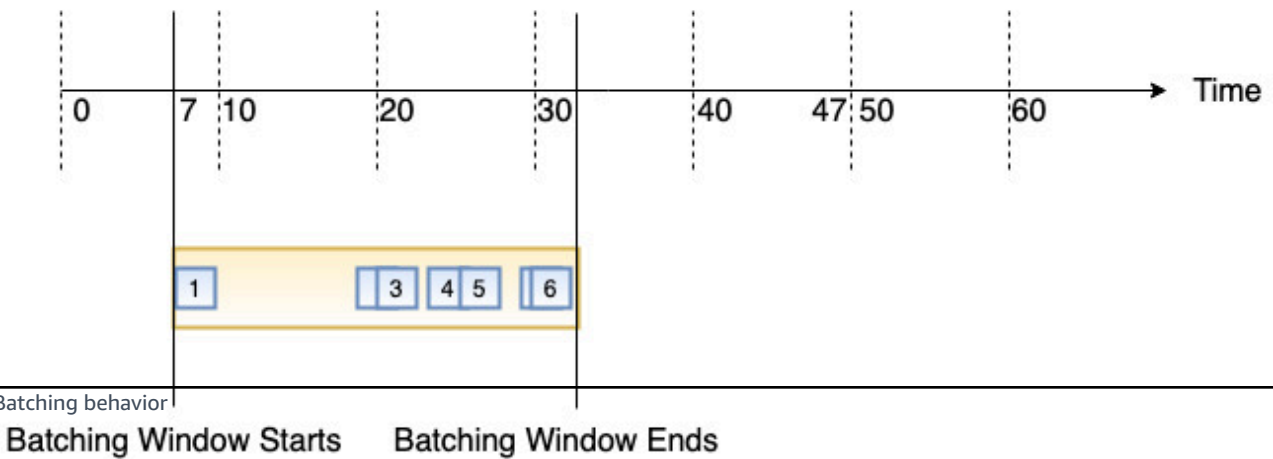 Time
0 7 10 20 30 40 47 50 60
1 3 4 5 6
Batching behavior
Batching Window Starts Batching Window Ends